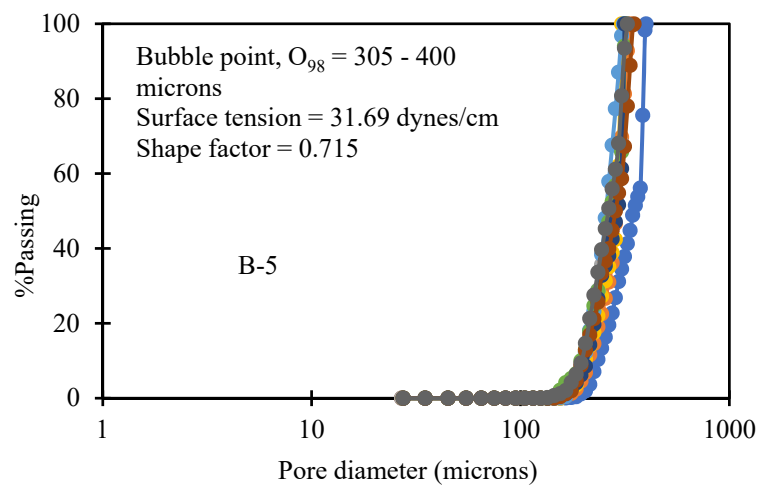 100
80
60
40
20
0
%Passing
Bubble point, O₉₈ = 305 - 400
microns
Surface tension = 31.69 dynes/cm
Shape factor = 0.715
B-5
1 10 100 1000
Pore diameter (microns)